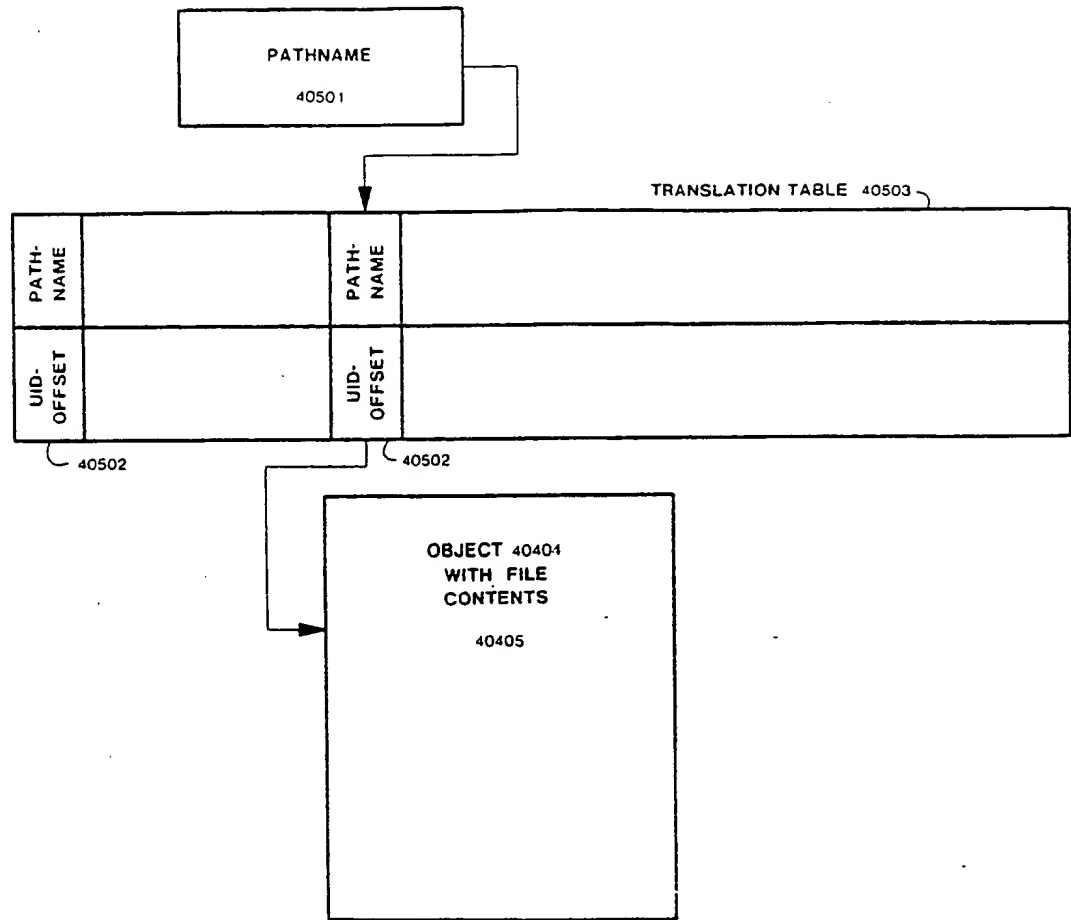 PATHNAME
40501
TRANSLATION TABLE 40503
PATH-
NAME
PATH-
NAME
UID-
OFFSET
UID-
OFFSET
40502
40502
OBJECT 40404
WITH FILE
CONTENTS
40405